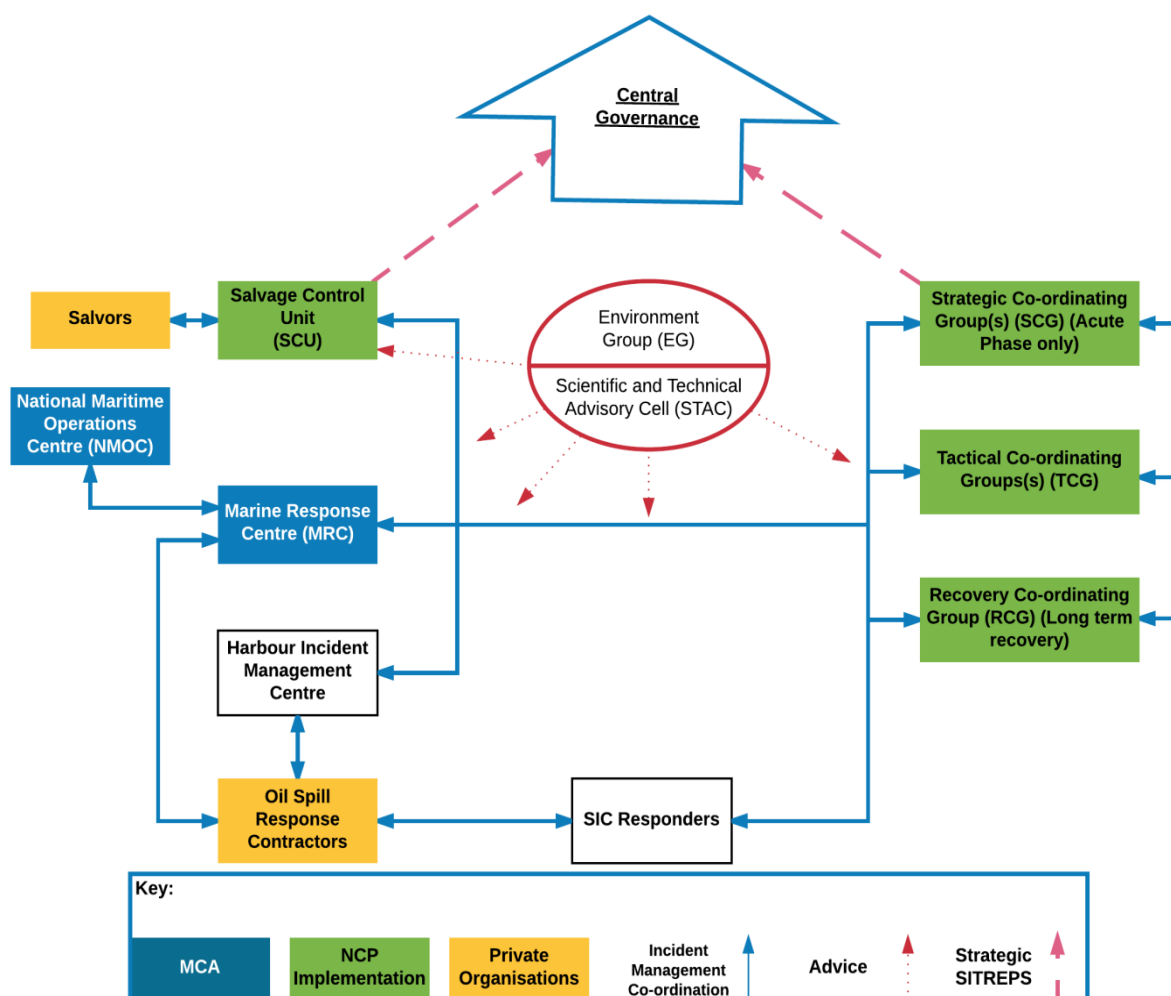 Central
Governance
Salvors
Salvage Control
Unit
(SCU)
Environment
Group (EG)
Scientific and Technical
Advisory Cell (STAC)
Strategic Co-ordinating
Group(s) (SCG) (Acute
Phase only)
National Maritime
Operations
Centre (NMOC)
Tactical Co-ordinating
Groups(s) (TCG)
Marine Response
Centre (MRC)
Recovery Co-ordinating
Group (RCG) (Long term
recovery)
Harbour Incident
Management
Centre
Oil Spill
Response
Contractors
SIC Responders
Key:
MCA
NCP
Implementation
Private
Organisations
Incident
Management
Co-ordination
Advice
Strategic
SITREPS